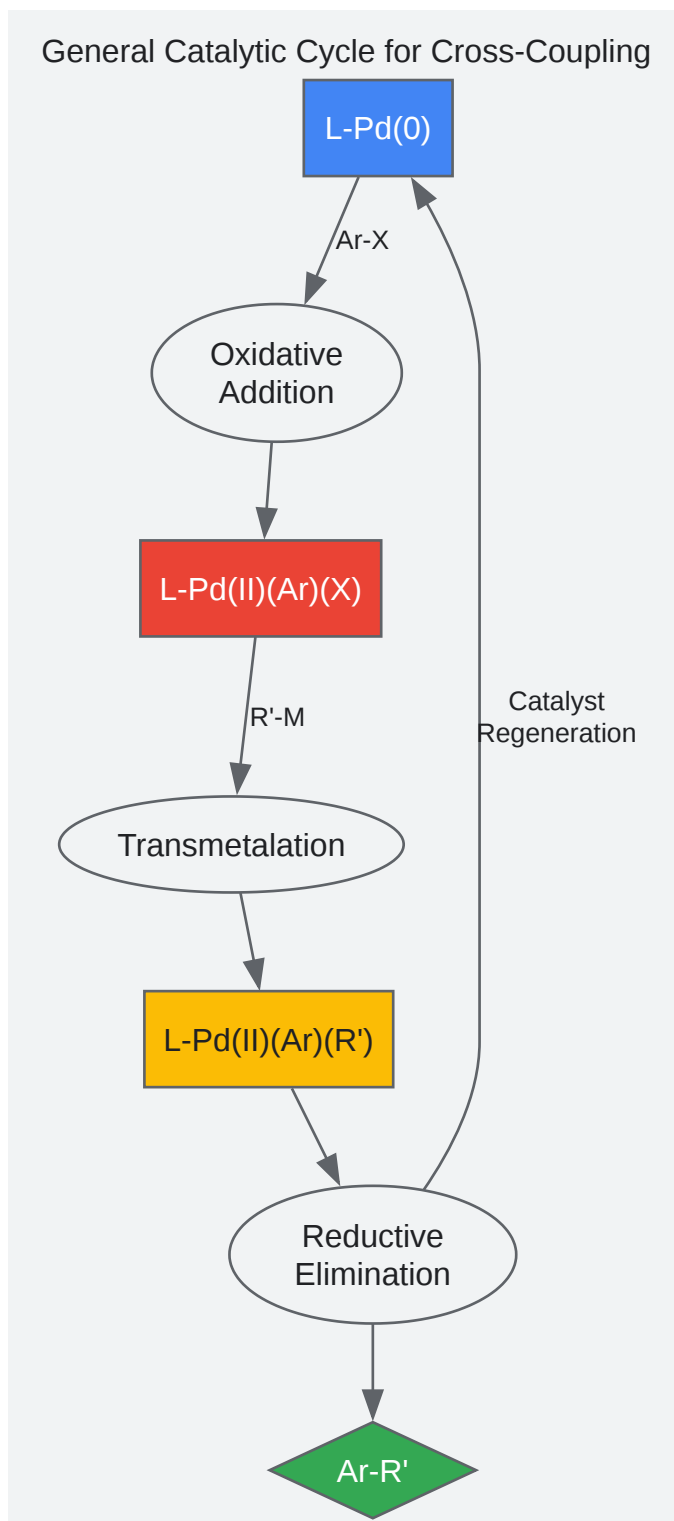 General Catalytic Cycle for Cross-Coupling
L-Pd(0)
Ar-X
Oxidative
Addition
L-Pd(II)(Ar)(X)
R'-M
Catalyst
Regeneration
Transmetalation
L-Pd(II)(Ar)(R')
Reductive
Elimination
Ar-R'